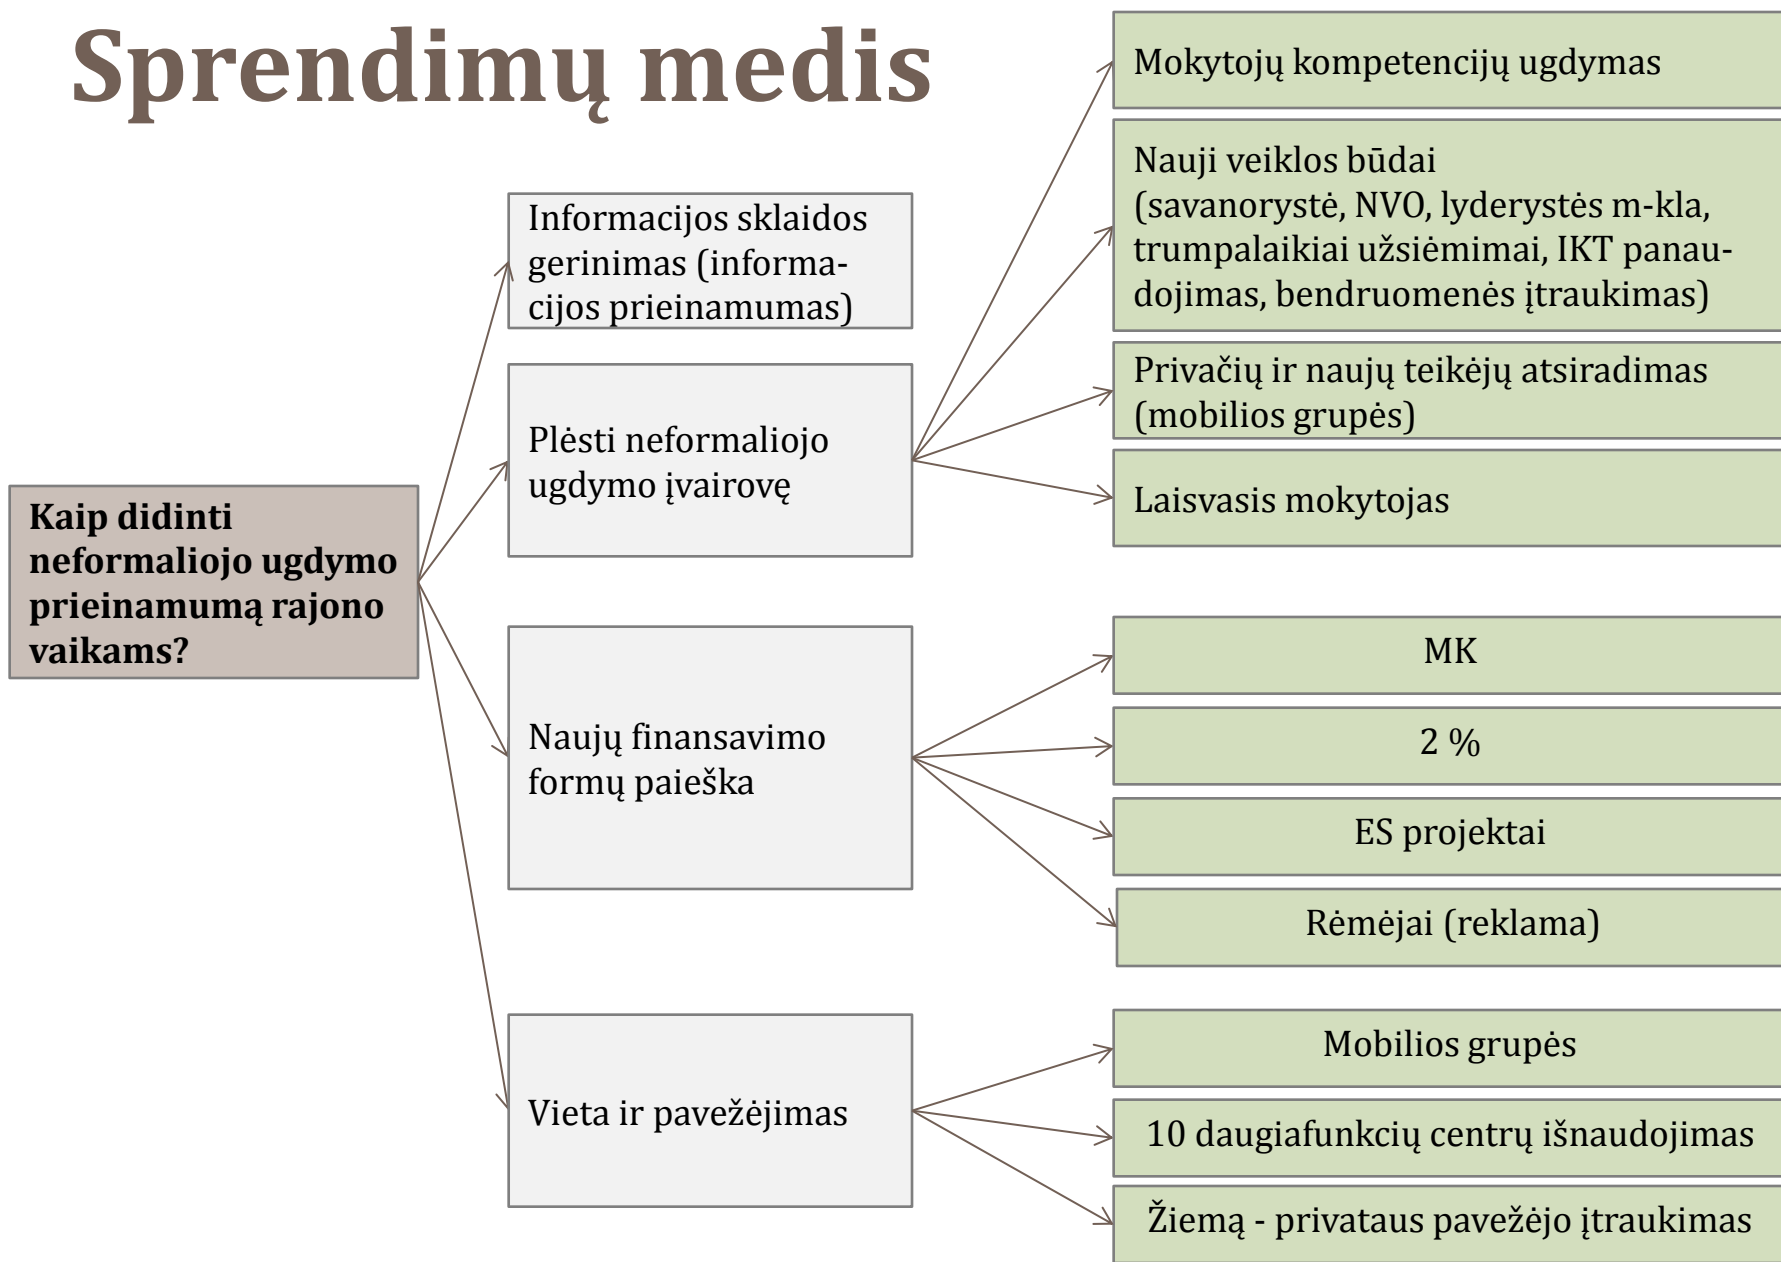 Sprendimų medis
Kaip didinti
neformaliojo ugdymo
prieinamumą rajono
vaikams?
Informacijos sklaidos
gerinimas (informa-
cijos prieinamumas)
Plėsti neformaliojo
ugdymo įvairovę
Mokytojų kompetencijų ugdymas
Nauji veiklos būdai
(savanorystė, NVO, lyderystės m-kla,
trumpalaikiai užsiėmimai, IKT panau-
dojimas, bendruomenės įtraukimas)
Privačių ir naujų teikėjų atsiradimas
(mobilios grupės)
Laisvasis mokytojas
Naujų finansavimo
formų paieška
MK
2 %
ES projektai
Rėmėjai (reklama)
Vieta ir pavežėjimas
Mobilios grupės
10 daugiafunkcių centrų išnaudojimas
Žiemą - privataus pavežėjo įtraukimas